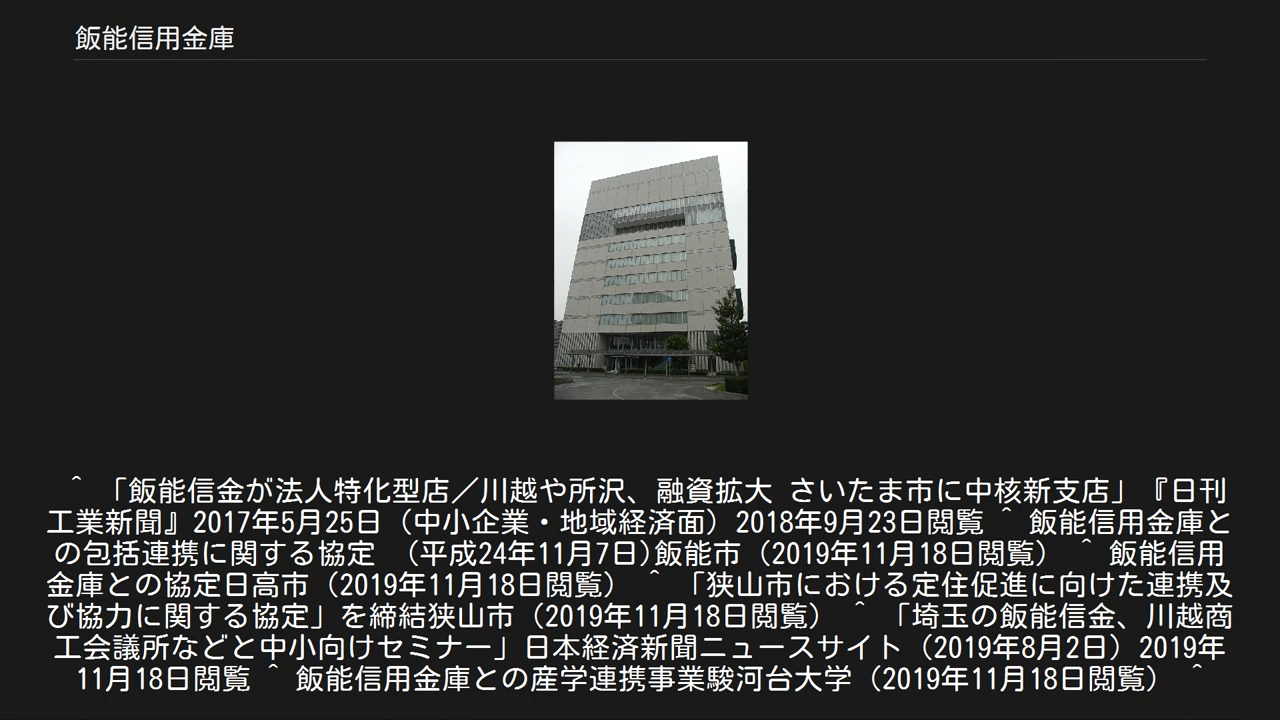 飯能信用金庫
^ 「飯能信金が法人特化型店／川越や所沢、融資拡大 さいたま市に中核新支店」『日刊
工業新聞』2017年5月25日（中小企業・地域経済面）2018年9月23日閲覧 ^ 飯能信用金庫と
の包括連携に関する協定 （平成24年11月7日)飯能市（2019年11月18日閲覧） ^ 飯能信用
金庫との協定日高市（2019年11月18日閲覧） ^ 「狭山市における定住促進に向けた連携及
び協力に関する協定」を締結狭山市（2019年11月18日閲覧） ^ 「埼玉の飯能信金、川越商
工会議所などと中小向けセミナー」日本経済新聞ニュースサイト（2019年8月2日）2019年
11月18日閲覧 ^ 飯能信用金庫との産学連携事業駿河台大学（2019年11月18日閲覧） ^